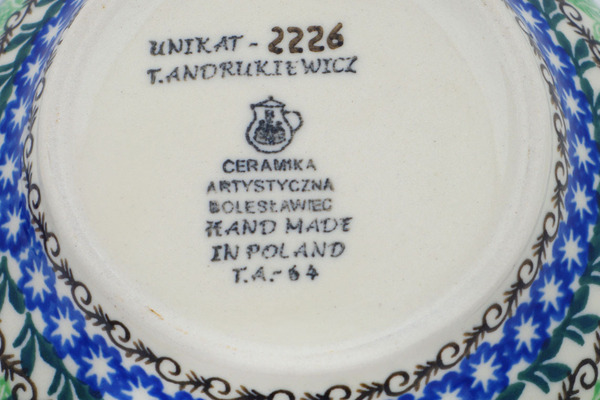 UNIKAT - 2226
T.ANDRUKIEWICZ
CERAMIKA
ARTYSTYCZNA
BOLESŁAWIEC
HAND MADE
IN POLAND
T.A.-64